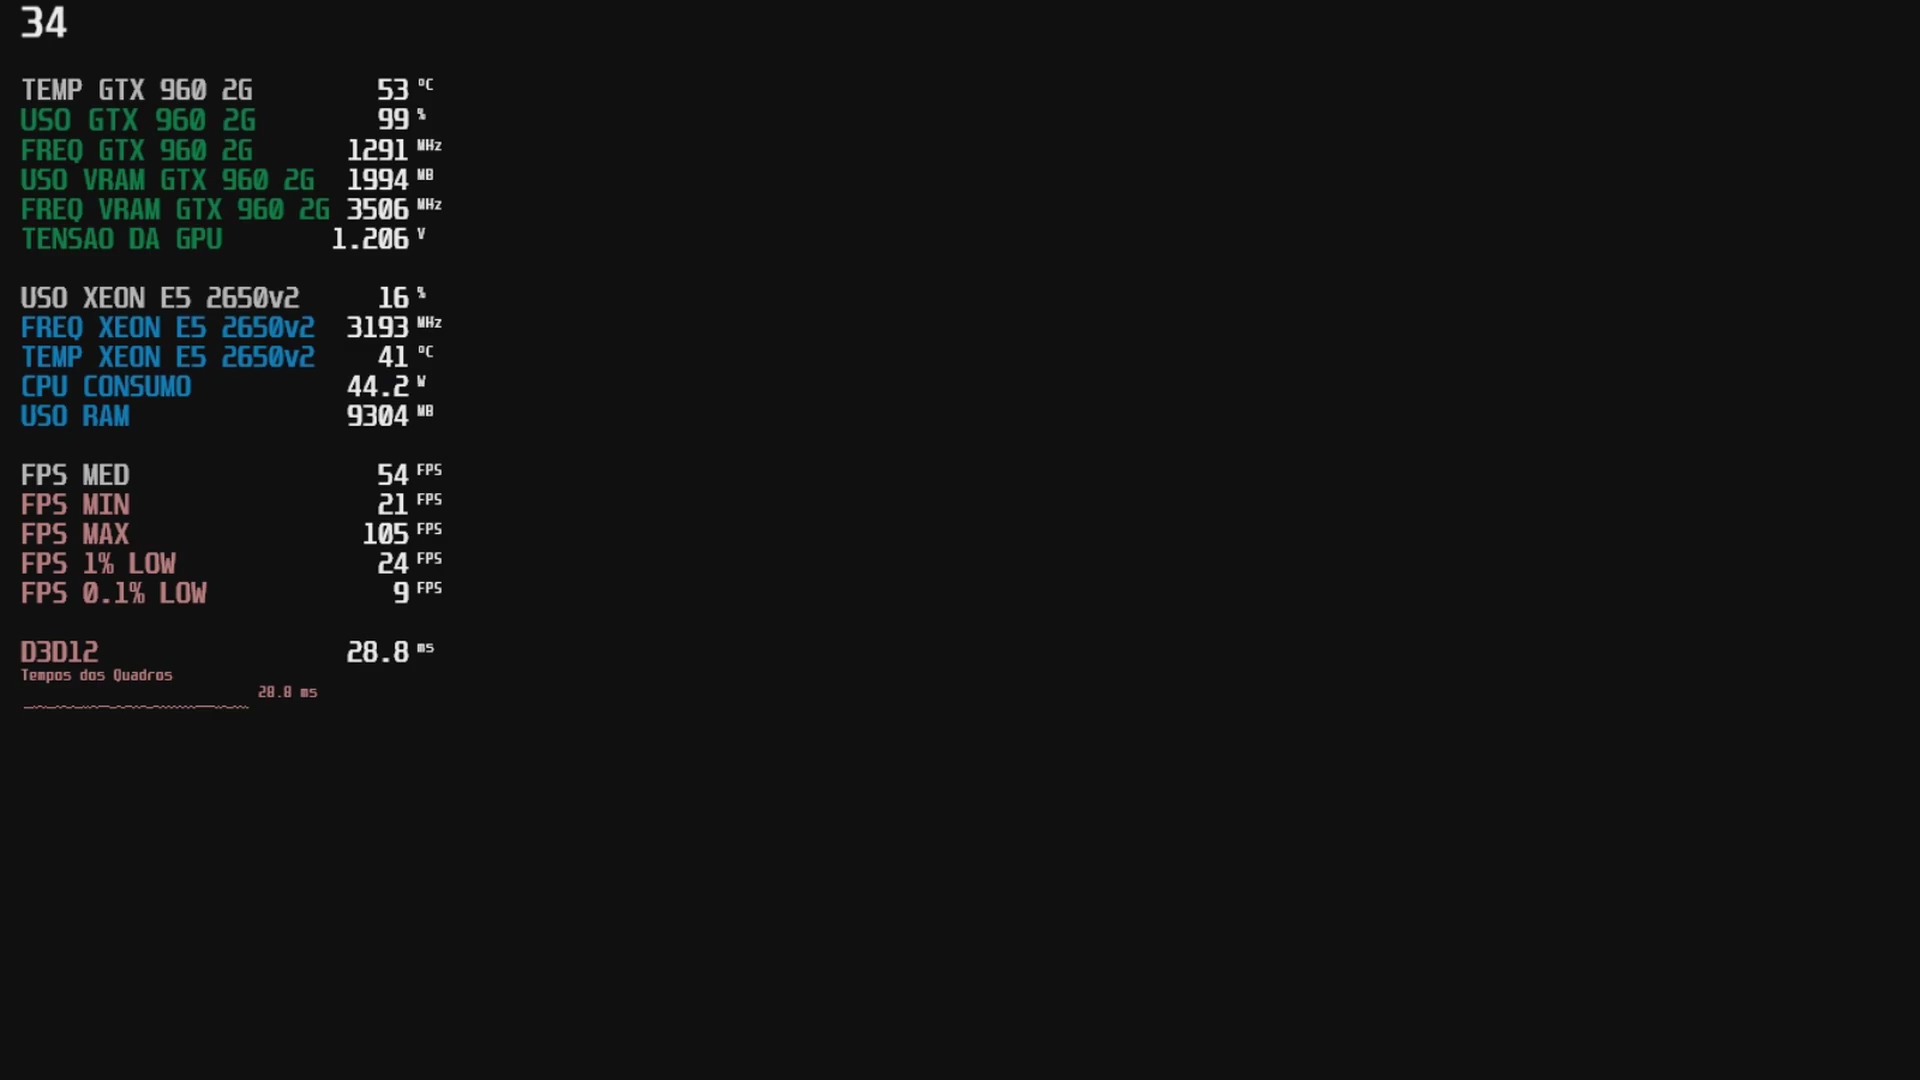 34
TEMP GTX 960 2G 53 °C
USO GTX 960 2G 99 %
FREQ GTX 960 2G 1291 MHz
USO VRAM GTX 960 2G 1994 MB
FREQ VRAM GTX 960 2G 3506 MHz
TENSAO DA GPU 1.206 V
USO XEON E5 2650v2 16 %
FREQ XEON E5 2650v2 3193 MHz
TEMP XEON E5 2650v2 41 °C
CPU CONSUMO 44.2 W
USO RAM 9304 MB
FPS MED 54 FPS
FPS MIN 21 FPS
FPS MAX 105 FPS
FPS 1% LOW 24 FPS
FPS 0.1% LOW 9 FPS
D3D12 28.8 ms
Tempos dos Quadros
28.8 ms